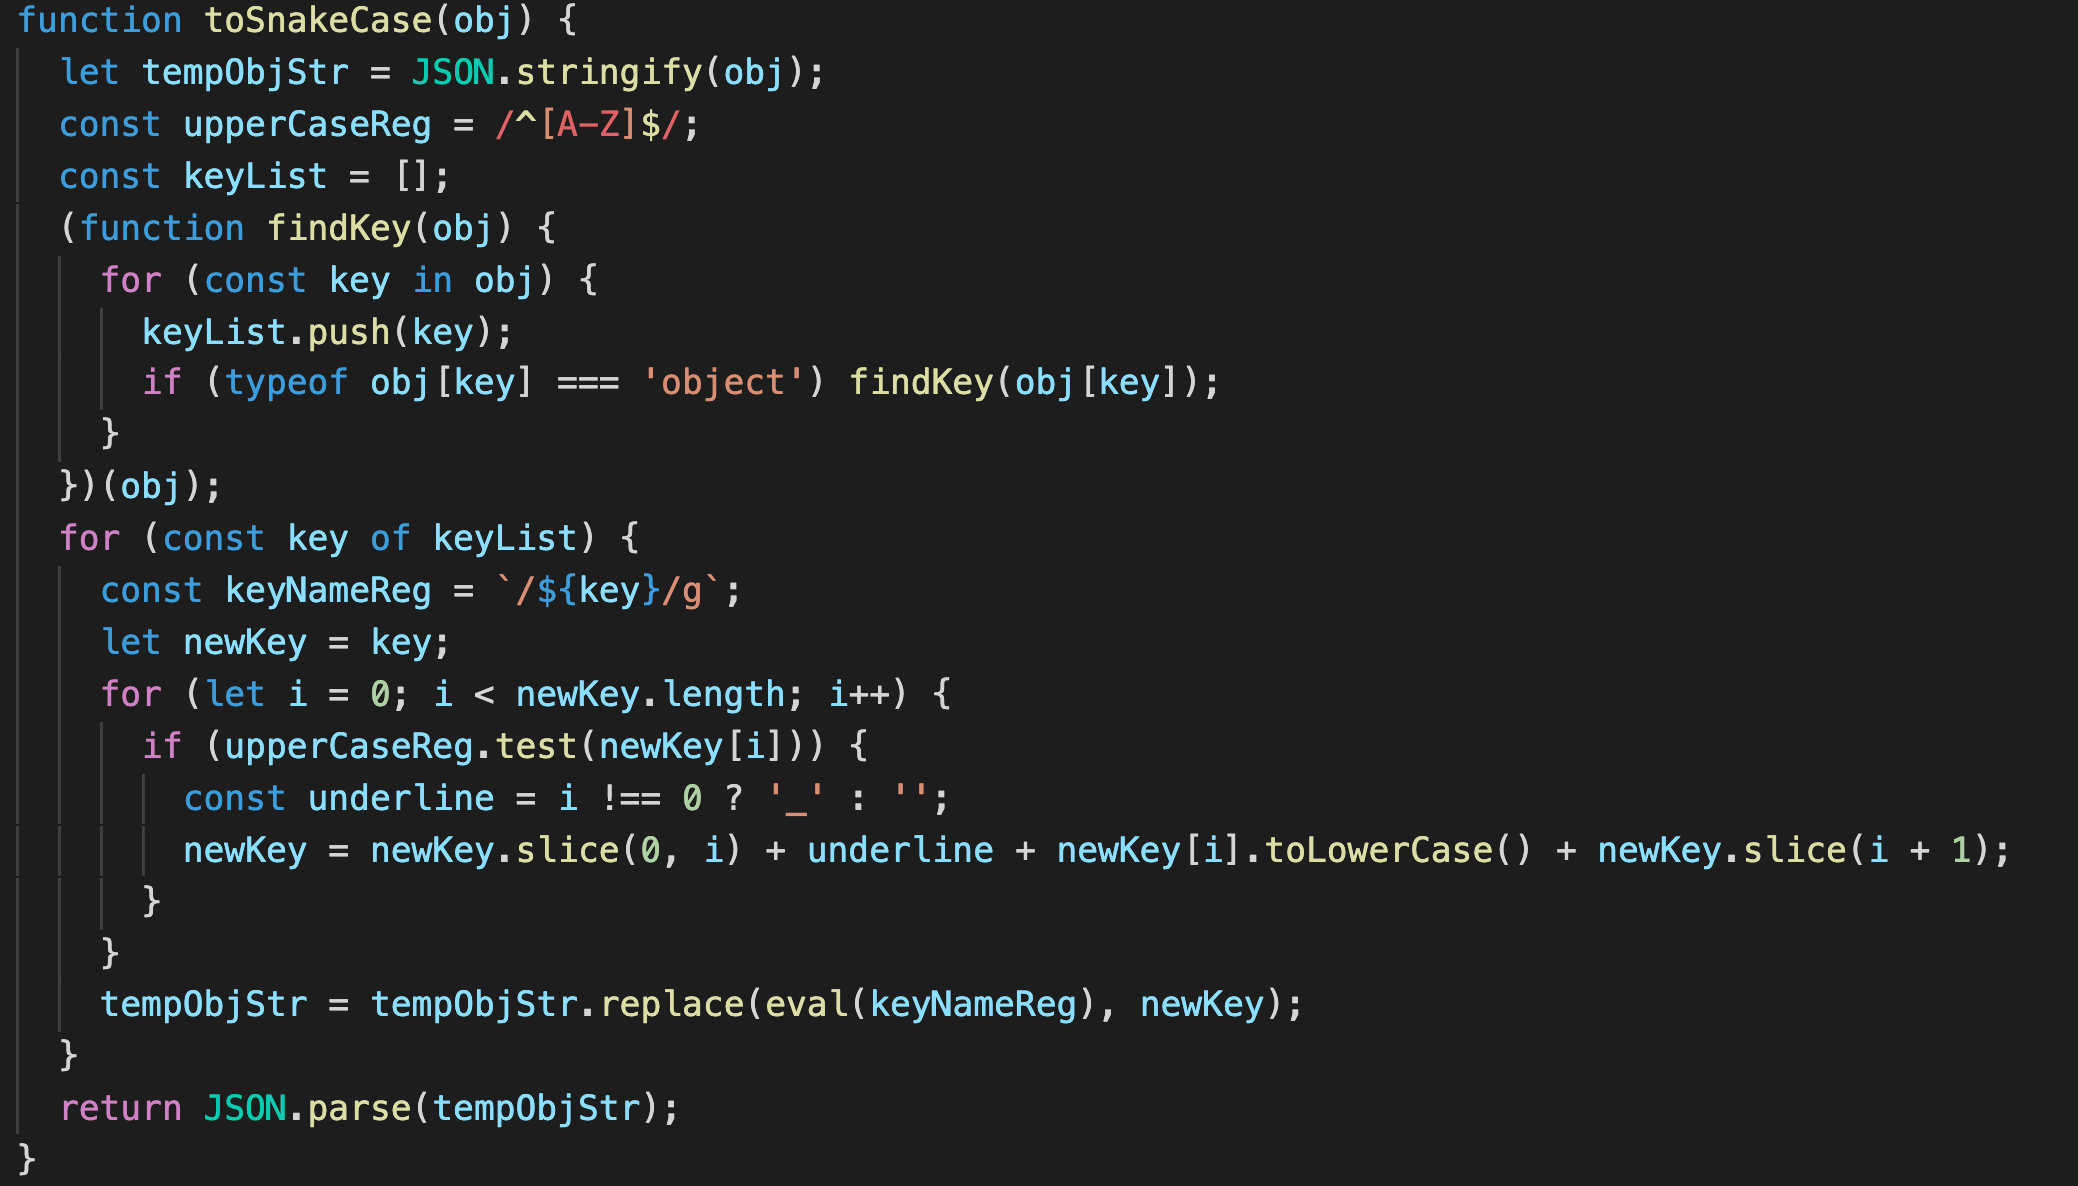 function toSnakeCase(obj) {
  let tempObjStr = JSON.stringify(obj);
  const upperCaseReg = /^[A-Z]$/;
  const keyList = [];
  (function findKey(obj) {
    for (const key in obj) {
      keyList.push(key);
      if (typeof obj[key] === 'object') findKey(obj[key]);
    }
  })(obj);
  for (const key of keyList) {
    const keyNameReg = `/${key}/g`;
    let newKey = key;
    for (let i = 0; i < newKey.length; i++) {
      if (upperCaseReg.test(newKey[i])) {
        const underline = i !== 0 ? '_' : '';
        newKey = newKey.slice(0, i) + underline + newKey[i].toLowerCase() + newKey.slice(i + 1);
      }
    }
    tempObjStr = tempObjStr.replace(eval(keyNameReg), newKey);
  }
  return JSON.parse(tempObjStr);
}